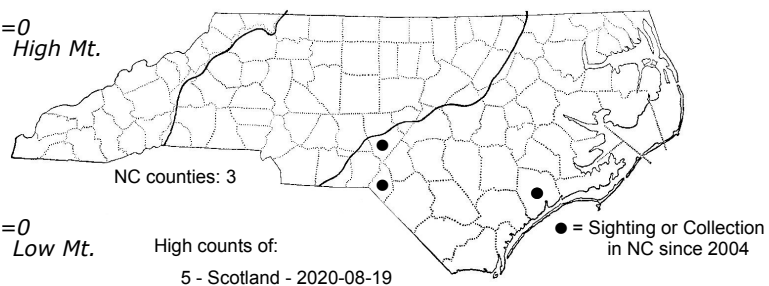 =0
High Mt.
NC counties: 3
=0
Low Mt.
High counts of:
5 - Scotland - 2020-08-19
● = Sighting or Collection
in NC since 2004